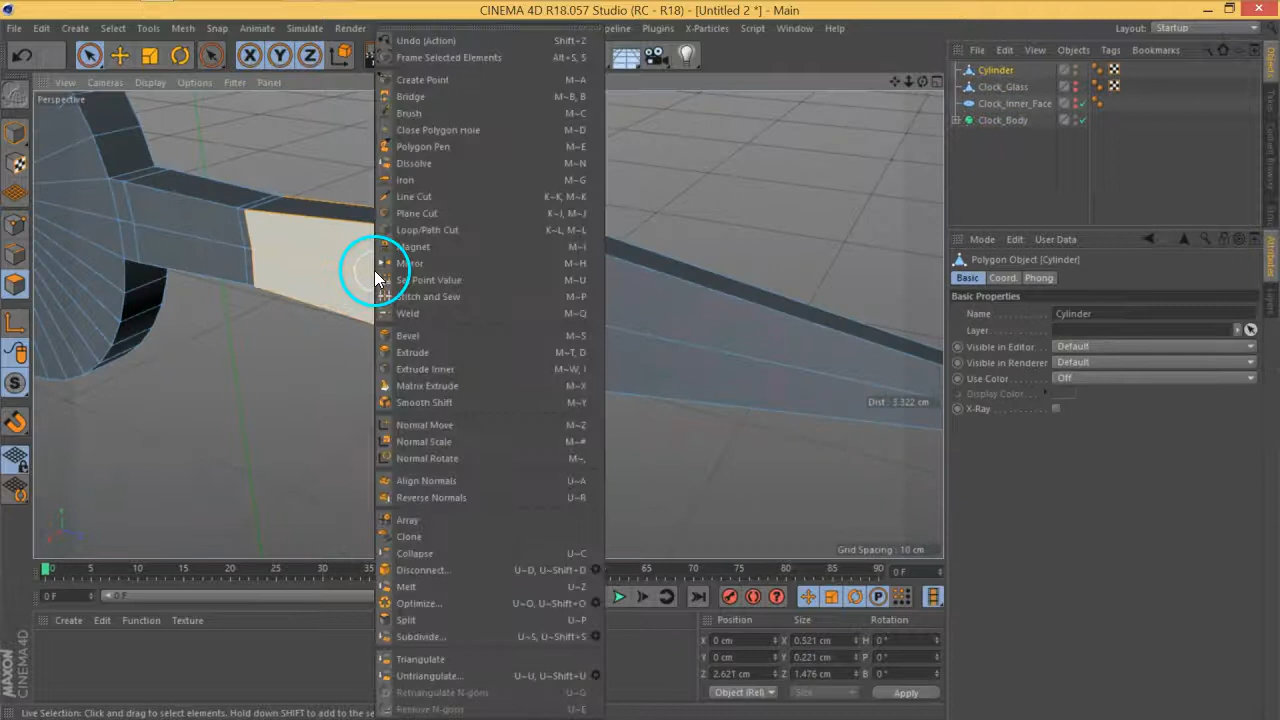 CINEMA 4D R18.057 Studio (RC - R18) - [Untitled 2 *] - Main
File Edit Create Select Tools Mesh Snap Animate Simulate Render Plugins X-Particles Script Window Help Layout: Startup
View Cameras Display Options Filter Panel
Perspective
Undo (Action) Shift+Z
Frame Selected Elements Alt+S, S
Create Point M~A
Bridge M~B, B
Brush M~C
Close Polygon Hole M~D
Polygon Pen M~E
Dissolve M~N
Iron M~G
Line Cut K~K, M~K
Plane Cut K~J, M~J
Loop/Path Cut K~L, M~L
Magnet M~I
Mirror M~H
Set Point Value M~U
Stitch and Sew M~P
Weld M~Q
Bevel M~S
Extrude M~T, D
Extrude Inner M~W, I
Matrix Extrude M~X
Smooth Shift M~Y
Normal Move M~Z
Normal Scale M~#
Normal Rotate M~,
Align Normals U~A
Reverse Normals U~R
Array
Clone
Collapse U~C
Disconnect... U~D, U~Shift+D
Melt U~Z
Optimize... U~O, U~Shift+O
Split U~P
Subdivide... U~S, U~Shift+S
Triangulate
Untriangulate... U~U, U~Shift+U
Retriangulate N-gons U~G
Remove N-gons U~E
Dist : 3.322 cm
Grid Spacing : 10 cm
0 5 10 15 20 25 30 35 65 70 75 80 85 90 0 F
0 F 0 F
Create Edit Function Texture
MAXON
CINEMA4D
Position Size Rotation
X 0 cm X 0.521 cm H 0 °
Y 0 cm Y 0.221 cm P 0 °
Z 2.621 cm Z 1.476 cm B 0 °
Object (Rel) Size Apply
Live Selection: Click and drag to select elements. Hold down SHIFT to add to the se
File Edit View Objects Tags Bookmarks
Cylinder
Clock_Glass
Clock_Inner_Face
Clock_Body
Objects
Takes
Content Browser
Structure
Mode Edit User Data
Polygon Object [Cylinder]
Basic Coord. Phong
Basic Properties
Name Cylinder
Layer
Visible in Editor Default
Visible in Renderer Default
Use Color Off
Display Color
X-Ray
Attributes
Layers